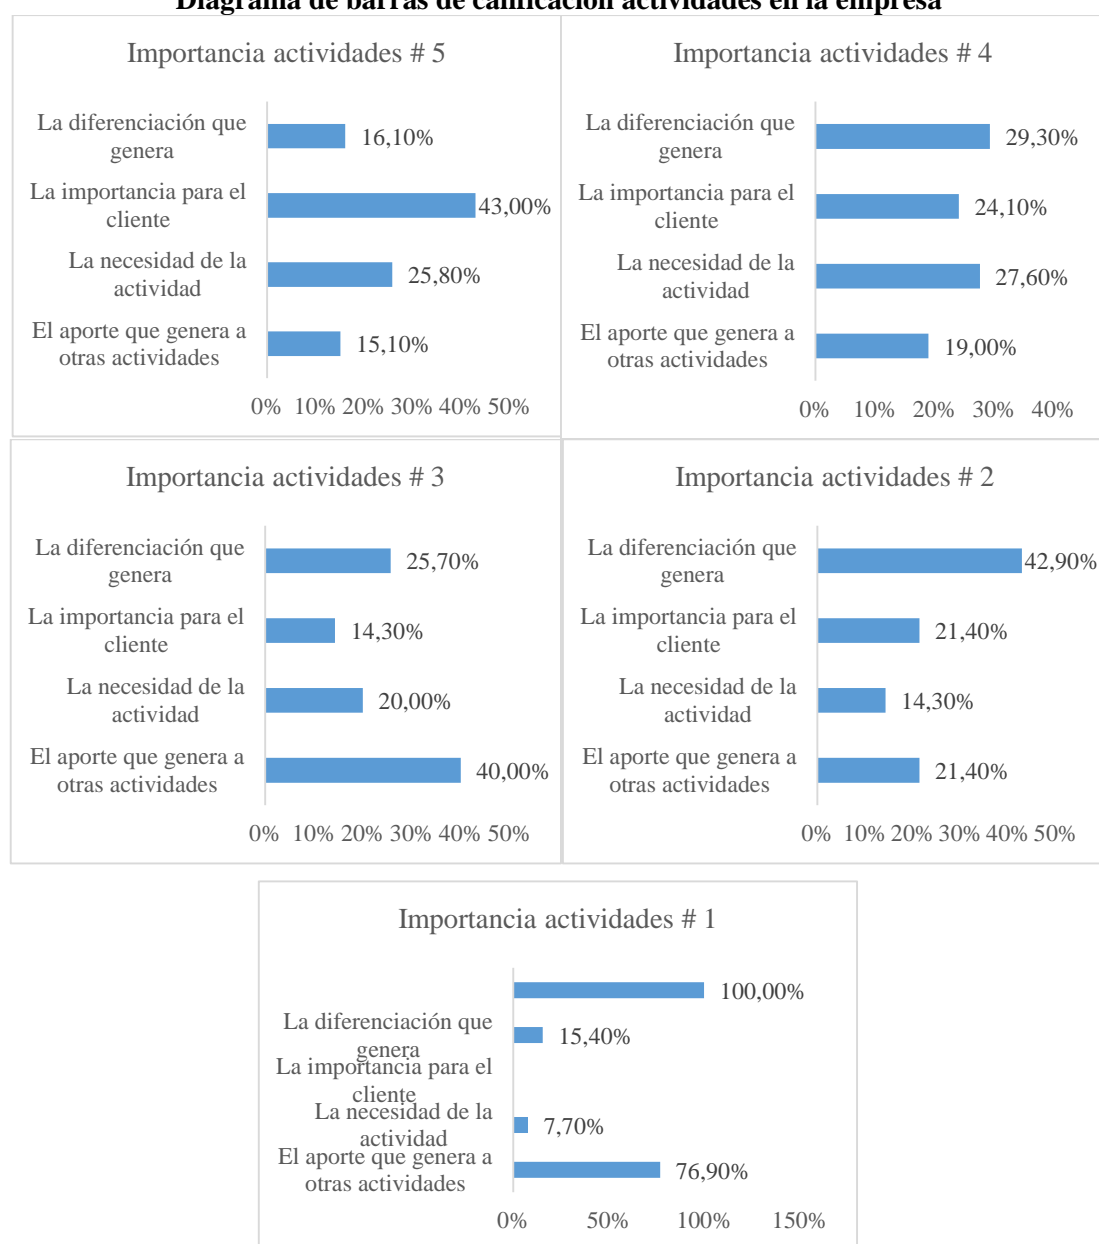 Diagrama de barras de calificación actividades en la empresa
Importancia actividades # 5
La diferenciación que
genera
16,10%
La importancia para el
cliente
43,00%
La necesidad de la
actividad
25,80%
El aporte que genera a
otras actividades
15,10%
0% 10% 20% 30% 40% 50%
Importancia actividades # 4
La diferenciación que
genera
29,30%
La importancia para el
cliente
24,10%
La necesidad de la
actividad
27,60%
El aporte que genera a
otras actividades
19,00%
0% 10% 20% 30% 40%
Importancia actividades # 3
La diferenciación que
genera
25,70%
La importancia para el
cliente
14,30%
La necesidad de la
actividad
20,00%
El aporte que genera a
otras actividades
40,00%
0% 10% 20% 30% 40% 50%
Importancia actividades # 2
La diferenciación que
genera
42,90%
La importancia para el
cliente
21,40%
La necesidad de la
actividad
14,30%
El aporte que genera a
otras actividades
21,40%
0% 10% 20% 30% 40% 50%
Importancia actividades # 1
100,00%
La diferenciación que
genera
15,40%
La importancia para el
cliente
La necesidad de la
actividad
7,70%
El aporte que genera a
otras actividades
76,90%
0% 50% 100% 150%